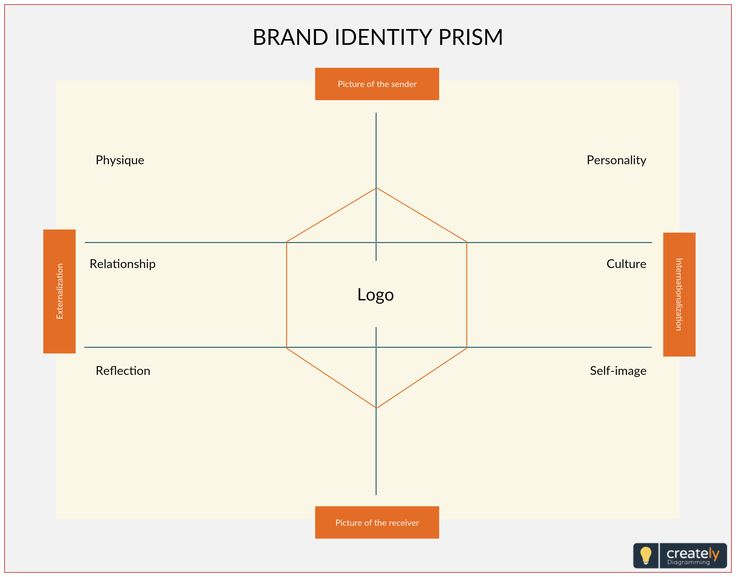 BRAND IDENTITY PRISM
Picture of the sender
Physique
Personality
Externalization
Relationship
Culture
Internationalization
Logo
Reflection
Self-image
Picture of the receiver
creately
Diagramming